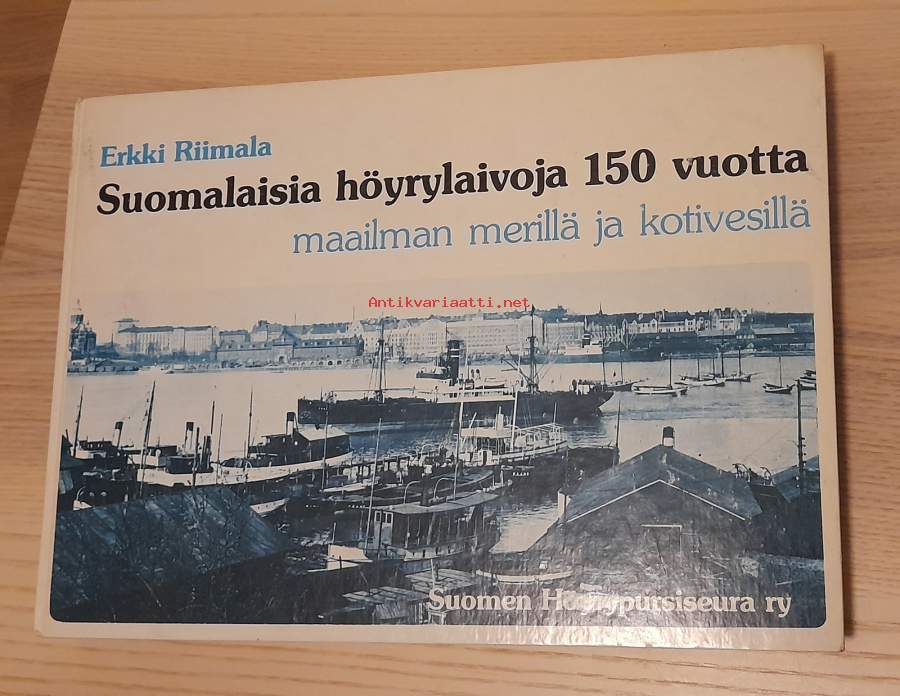 Erkki Riimala
Suomalaisia höyrylaivoja 150 vuotta
maailman merillä ja kotivesillä
Antikvariaatti.net
Suomen Höyrypursiseura ry